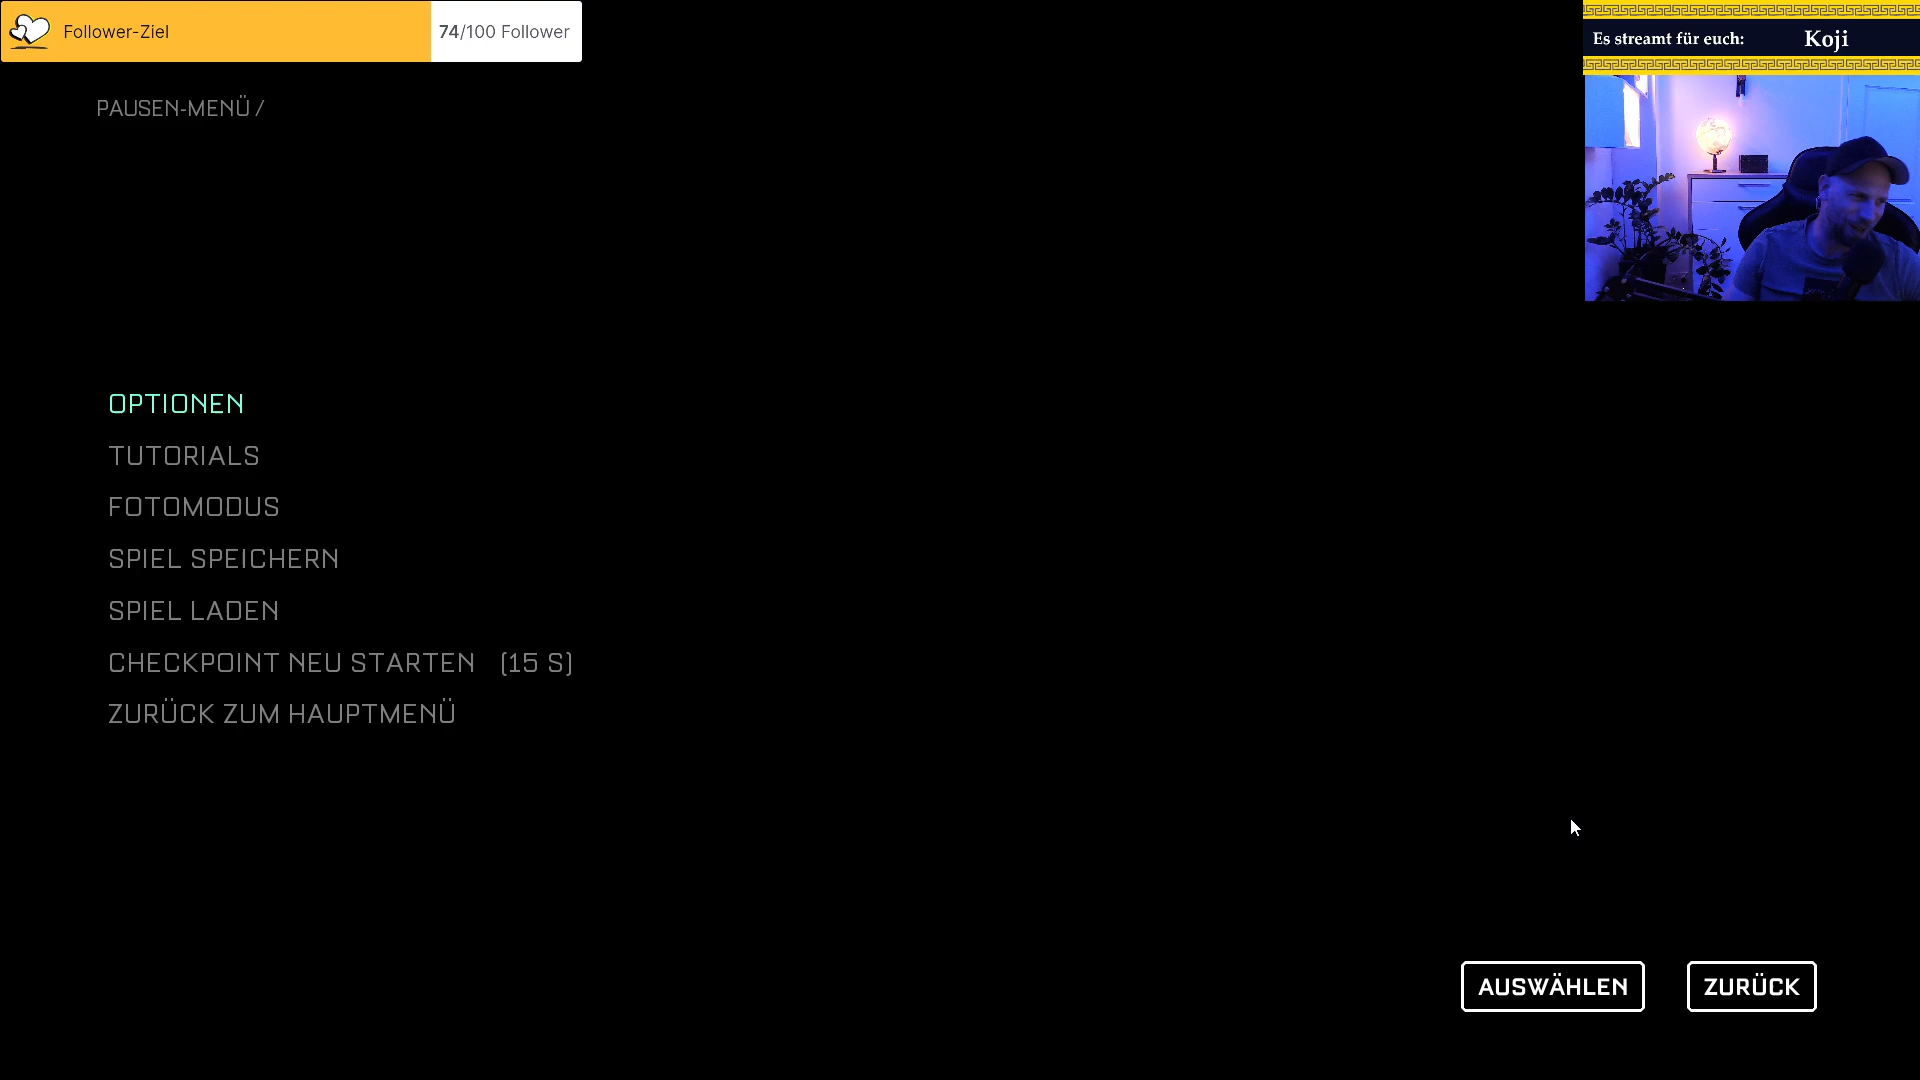 Follower-Ziel
74/100 Follower
Es streamt für euch: Koji
PAUSEN-MENÜ /
OPTIONEN
TUTORIALS
FOTOMODUS
SPIEL SPEICHERN
SPIEL LADEN
CHECKPOINT NEU STARTEN (15 S)
ZURÜCK ZUM HAUPTMENÜ
AUSWÄHLEN
ZURÜCK